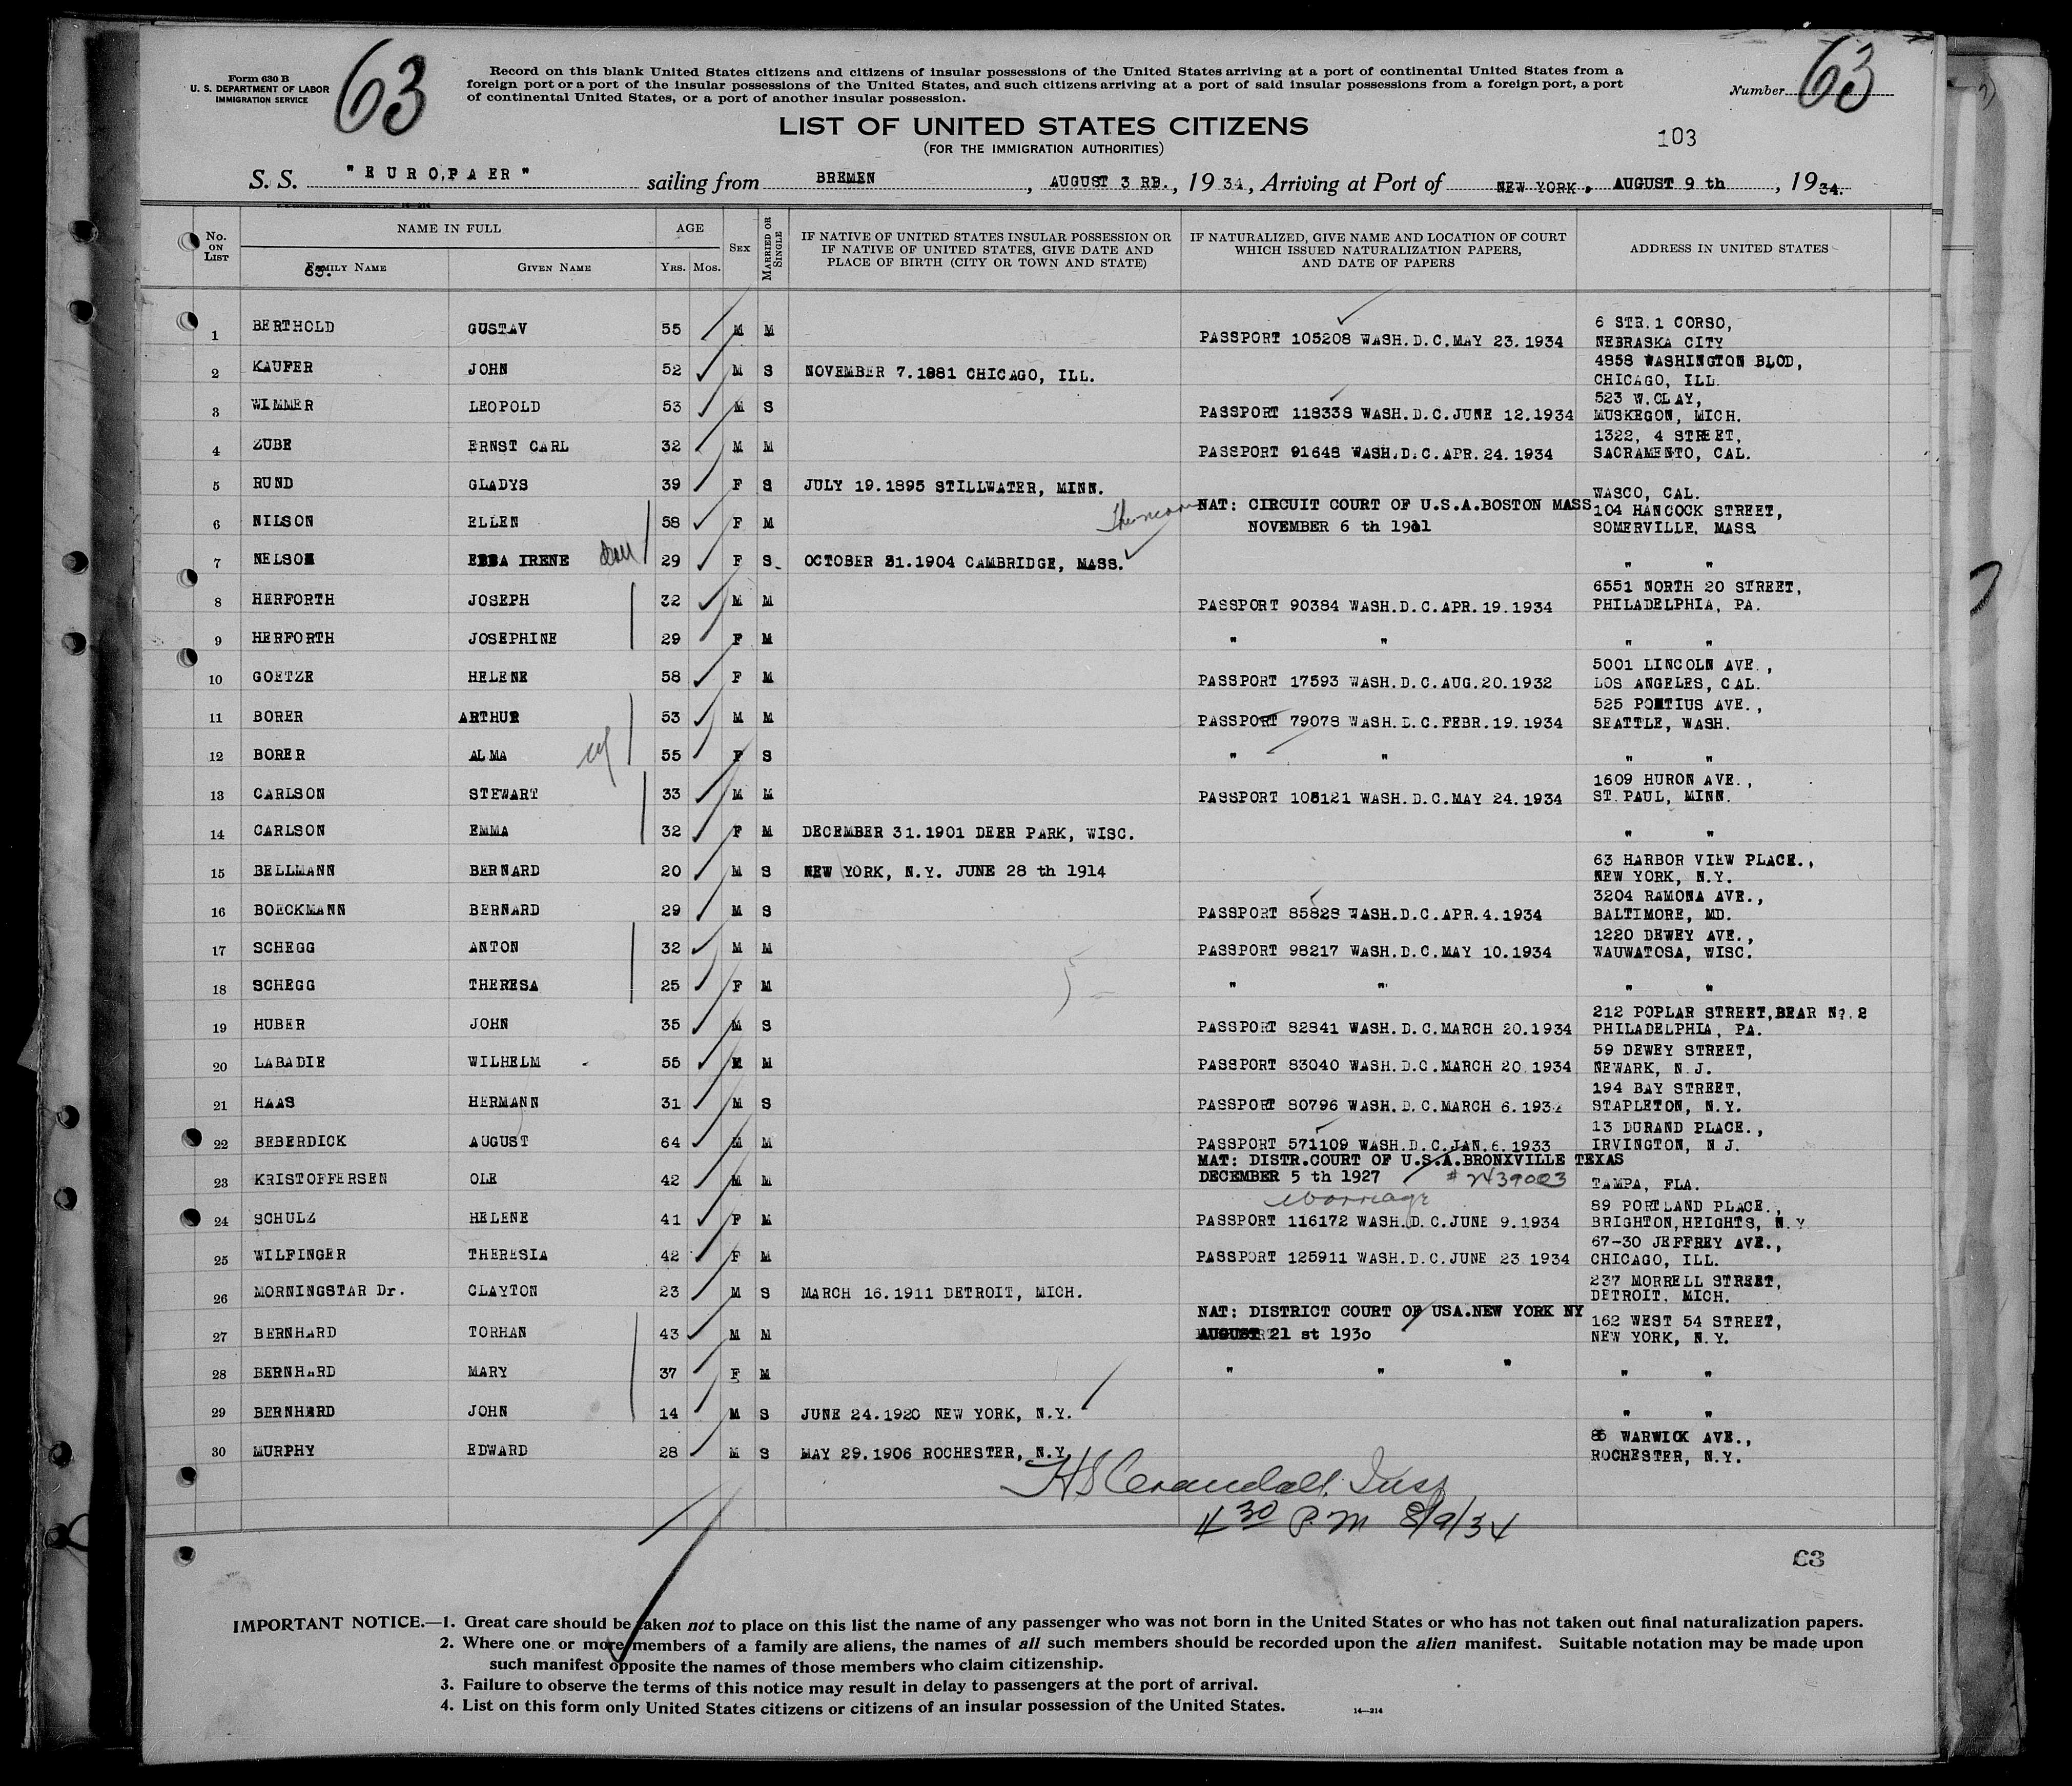 Form 630 B
U. S. DEPARTMENT OF LABOR
IMMIGRATION SERVICE
63
Record on this blank United States citizens and citizens of insular possessions of the United States arriving at a port of continental United States from a
foreign port or a port of the insular possessions of the United States, and such citizens arriving at a port of said insular possessions from a foreign port, a port
of continental United States, or a port of another insular possession.
Number 63
LIST OF UNITED STATES CITIZENS
(FOR THE IMMIGRATION AUTHORITIES)
103
S. S. "EUROPAER" sailing from BREMEN, AUGUST 3 RD., 1934, Arriving at Port of NEW YORK, AUGUST 9 th, 1934.
No. ON LIST NAME IN FULL AGE SEX MARRIED OR SINGLE IF NATIVE OF UNITED STATES INSULAR POSSESSION OR IF NATIVE OF UNITED STATES, GIVE DATE AND PLACE OF BIRTH (CITY OR TOWN AND STATE) IF NATURALIZED, GIVE NAME AND LOCATION OF COURT WHICH ISSUED NATURALIZATION PAPERS, AND DATE OF PAPERS ADDRESS IN UNITED STATES
FAMILY NAME GIVEN NAME YRS. MOS.
63.
1 BERTHOLD GUSTAV 55 M M PASSPORT 105208 WASH.D.C.MAY 23.1934 6 STR.1 CORSO, NEBRASKA CITY
2 KAUFER JOHN 52 M S NOVEMBER 7.1881 CHICAGO, ILL. 4858 WASHINGTON BLOD, CHICAGO, ILL.
3 WIMMER LEOPOLD 53 M S PASSPORT 118338 WASH.D.C.JUNE 12.1934 523 W.CLAY, MUSKEGON, MICH.
4 ZUBE ERNST CARL 32 M M PASSPORT 91648 WASH.D.C.APR.24.1934 1322, 4 STREET, SACRAMENTO, CAL.
5 RUND GLADYS 39 F S JULY 19.1895 STILLWATER, MINN. WASCO, CAL.
6 NILSON ELLEN 58 F M NAT: CIRCUIT COURT OF U.S.A.BOSTON MASS NOVEMBER 6 th 1911 104 HANCOCK STREET, SOMERVILLE, MASS
7 NELSON EBBA IRENE 29 F S OCTOBER 31.1904 CAMBRIDGE, MASS. " "
8 HERFORTH JOSEPH 32 M M PASSPORT 90384 WASH.D.C.APR.19.1934 6551 NORTH 20 STREET, PHILADELPHIA, PA.
9 HERFORTH JOSEPHINE 29 F M " " " "
10 GOETZE HELENE 58 F M PASSPORT 17593 WASH.D.C.AUG.20.1932 5001 LINCOLN AVE., LOS ANGELES, CAL.
11 BORER ARTHUR 53 M M PASSPORT 79078 WASH.D.C.FEBR.19.1934 525 PONTIUS AVE., SEATTLE, WASH.
12 BORER ALMA 55 F S " " " "
13 CARLSON STEWART 33 M M PASSPORT 105121 WASH.D.C.MAY 24.1934 1609 HURON AVE., ST.PAUL, MINN.
14 CARLSON EMMA 32 F M DECEMBER 31.1901 DEER PARK, WISC. " "
15 BELLMANN BERNARD 20 M S NEW YORK, N.Y. JUNE 28 th 1914 63 HARBOR VIEW PLACE., NEW YORK, N.Y.
16 BOECKMANN BERNARD 29 M S PASSPORT 85828 WASH.D.C.APR.4.1934 3204 RAMONA AVE., BALTIMORE, MD.
17 SCHEGG ANTON 32 M M PASSPORT 98217 WASH.D.C.MAY 10.1934 1220 DEWEY AVE., WAUWATOSA, WISC.
18 SCHEGG THERESA 25 F M " " " "
19 HUBER JOHN 35 M S PASSPORT 82841 WASH.D.C.MARCH 20.1934 212 POPLAR STREET,BEAR No.2 PHILADELPHIA, PA.
20 LABADIE WILHELM 55 M M PASSPORT 83040 WASH.D.C.MARCH 20.1934 59 DEWEY STREET, NEWARK, N.J.
21 HAAS HERMANN 31 M S PASSPORT 80796 WASH.D.C.MARCH 6.1934 194 BAY STREET, STAPLETON, N.Y.
22 BEBERDICK AUGUST 64 M M PASSPORT 571109 WASH.D.C.JAN.6.1933 13 DURAND PLACE., IRVINGTON, N J.
23 KRISTOFFERSEN OLE 42 M M MAT: DISTR.COURT OF U.S.A.BRONXVILLE TEXAS DECEMBER 5 th 1927 # 2439003 TAMPA, FLA.
marriage
24 SCHULZ HELENE 41 F M PASSPORT 116172 WASH.D.C.JUNE 9.1934 89 PORTLAND PLACE., BRIGHTON,HEIGHTS, N.Y
25 WILFINGER THERESIA 42 F M PASSPORT 125911 WASH.D.C.JUNE 23 1934 67-30 JEFFREY AVE., CHICAGO, ILL.
26 MORNINGSTAR Dr. CLAYTON 23 M S MARCH 16.1911 DETROIT, MICH. 237 MORRELL STREET, DETROIT. MICH.
27 BERNHARD TORHAN 43 M M NAT: DISTRICT COURT OF USA.NEW YORK NY AUGUST 21 st 1930 162 WEST 54 STREET, NEW YORK, N.Y.
28 BERNHARD MARY 37 F M " " " " "
29 BERNHARD JOHN 14 M S JUNE 24.1920 NEW YORK, N.Y. " "
30 MURPHY EDWARD 28 M S MAY 29.1906 ROCHESTER, N.Y. 85 WARWICK AVE., ROCHESTER, N.Y.
HS Crandall. Insp
4 30 P.M 8/9/34
63
IMPORTANT NOTICE.—1. Great care should be taken not to place on this list the name of any passenger who was not born in the United States or who has not taken out final naturalization papers.
2. Where one or more members of a family are aliens, the names of all such members should be recorded upon the alien manifest. Suitable notation may be made upon
such manifest opposite the names of those members who claim citizenship.
3. Failure to observe the terms of this notice may result in delay to passengers at the port of arrival.
4. List on this form only United States citizens or citizens of an insular possession of the United States.
14—214